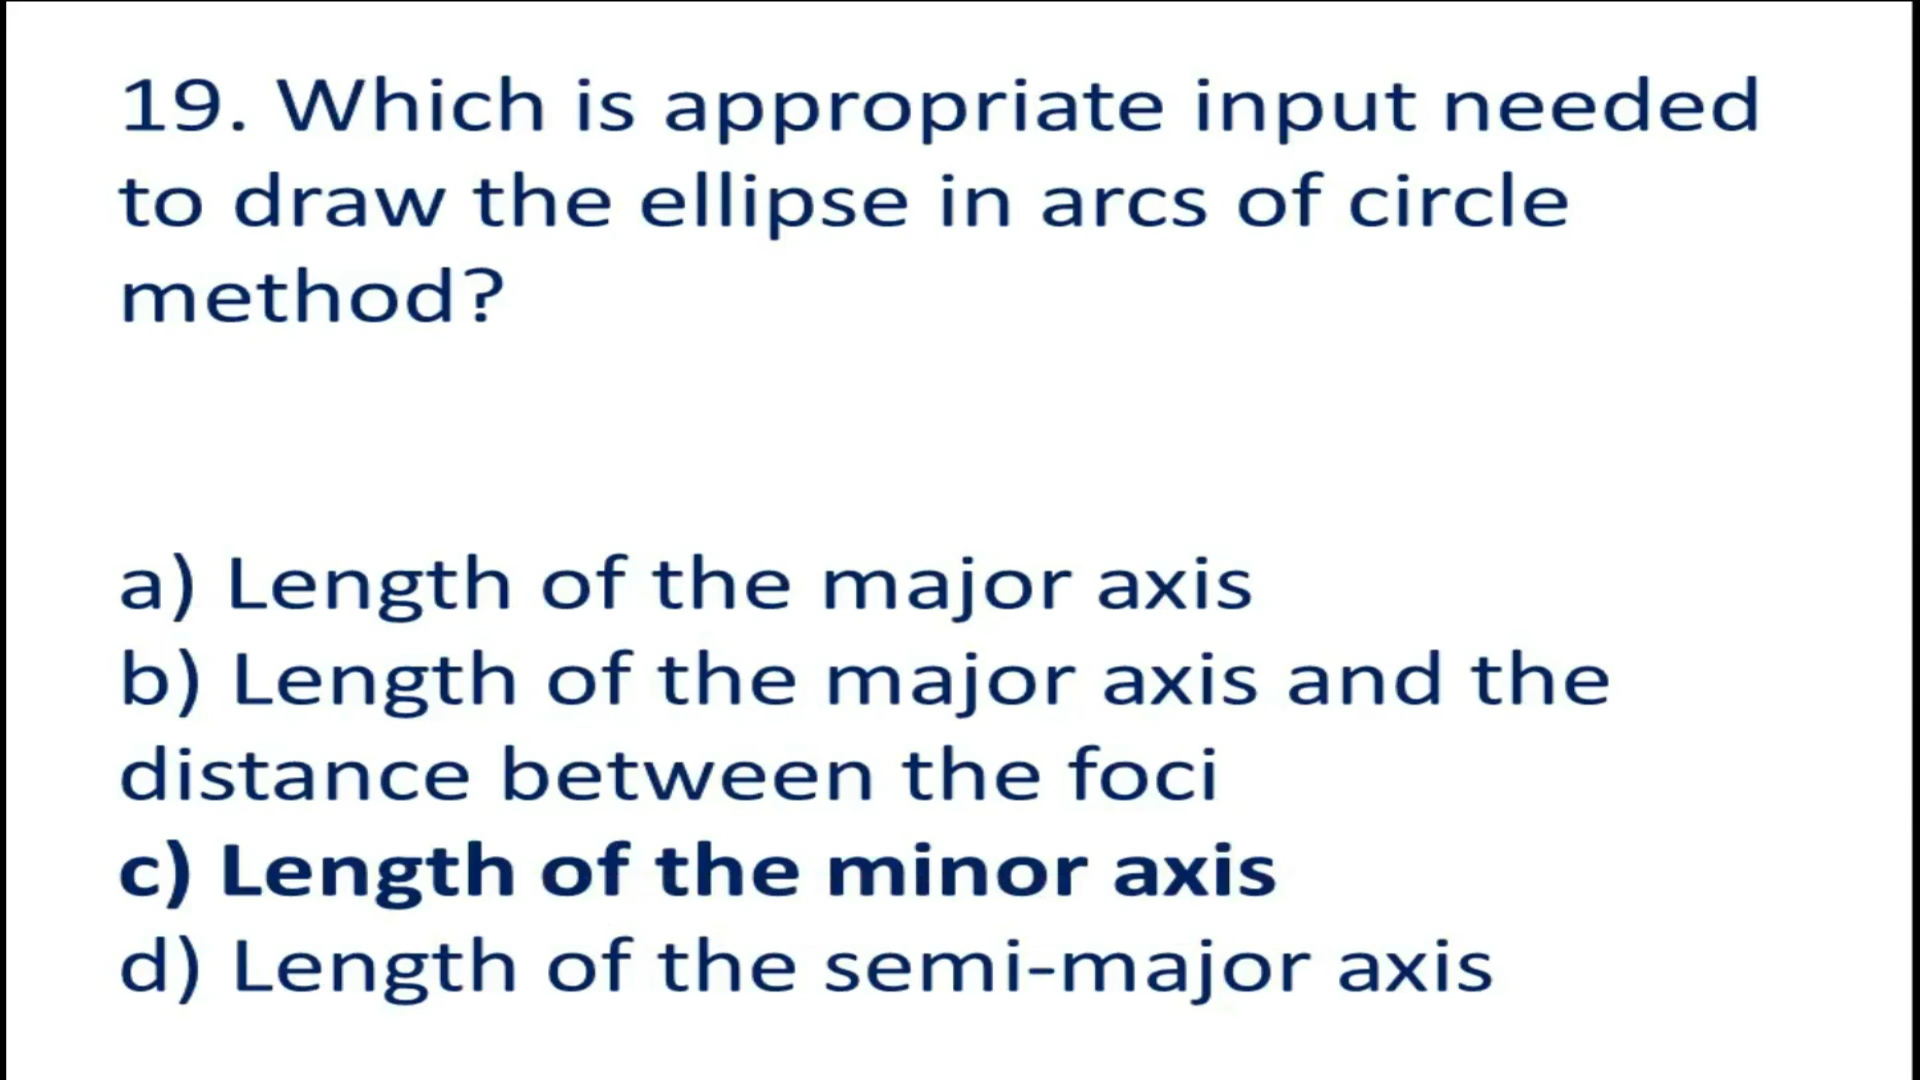 19. Which is appropriate input needed
to draw the ellipse in arcs of circle
method?
a) Length of the major axis
b) Length of the major axis and the
distance between the foci
c) Length of the minor axis
d) Length of the semi-major axis